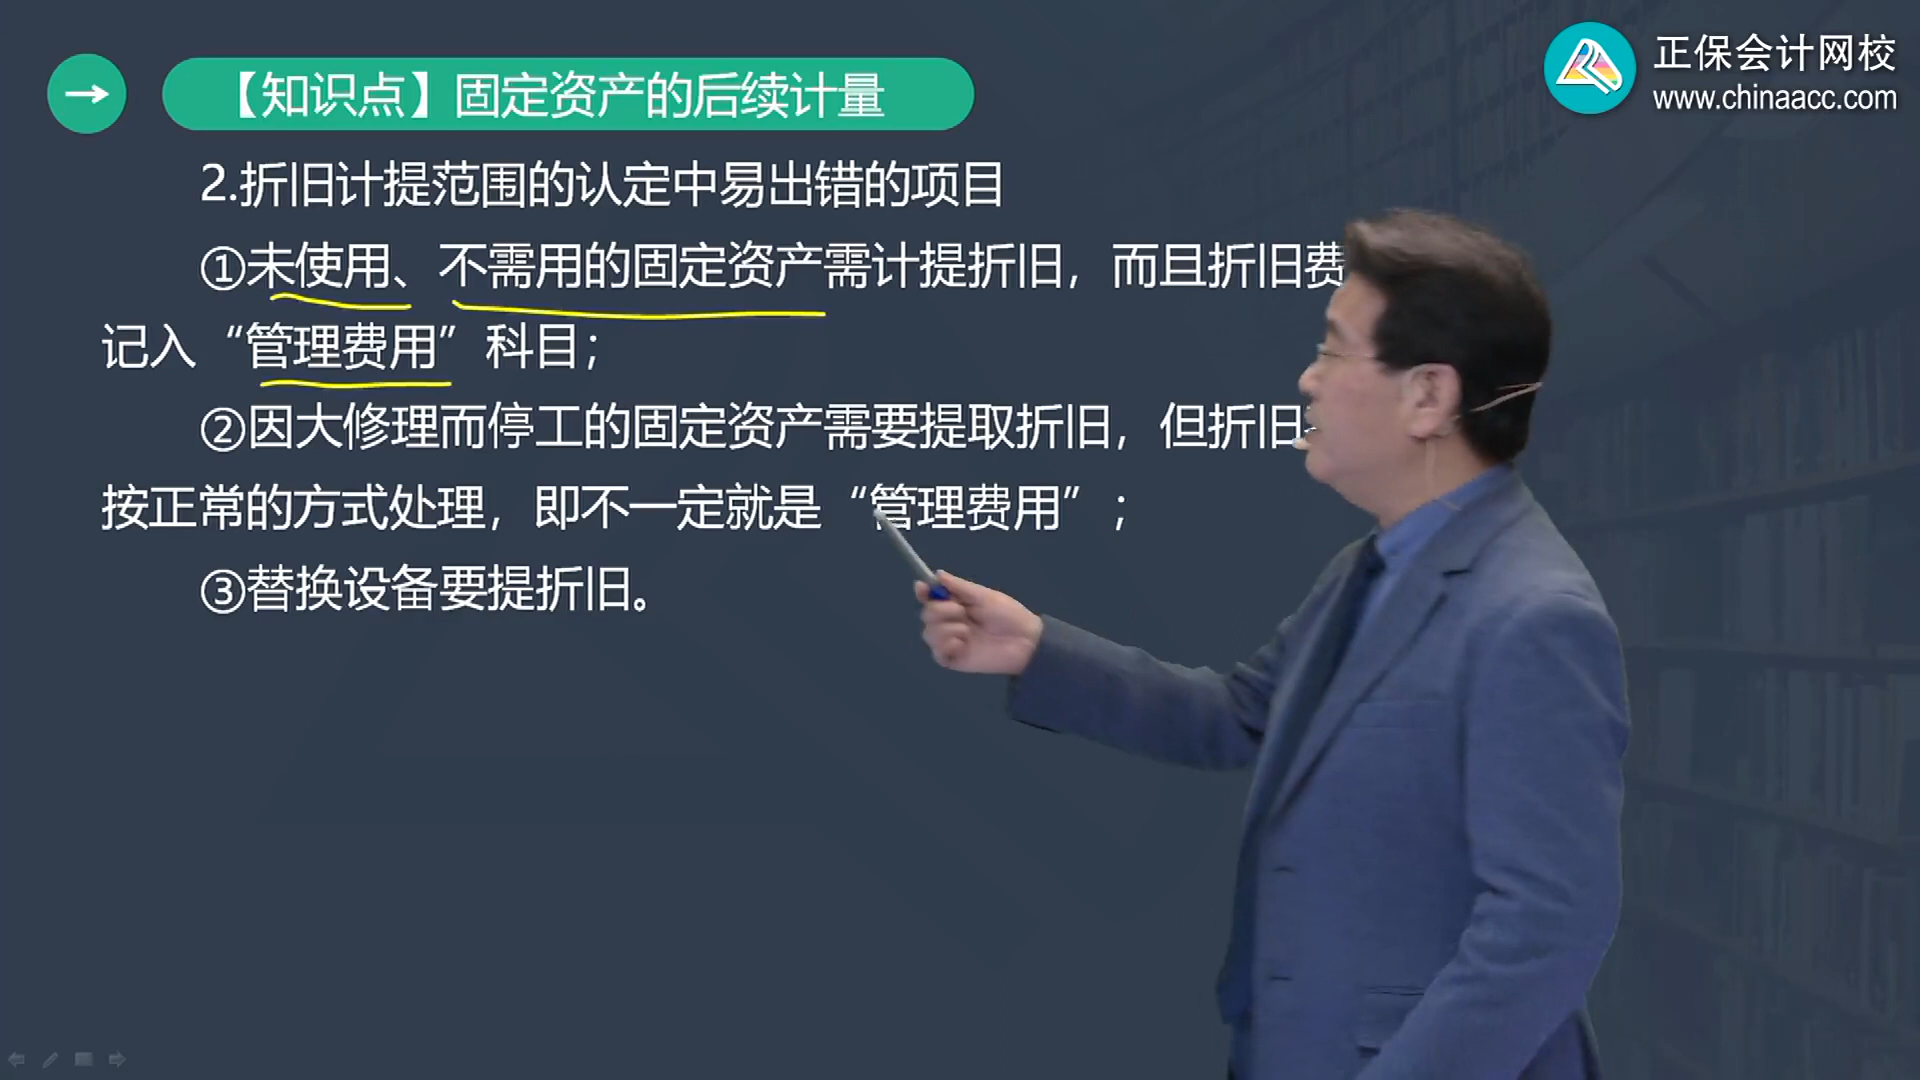 正保会计网校
www.chinaacc.com
【知识点】固定资产的后续计量
2.折旧计提范围的认定中易出错的项目
①未使用、不需用的固定资产需计提折旧，而且折旧费
记入“管理费用”科目；
②因大修理而停工的固定资产需要提取折旧，但折旧
按正常的方式处理，即不一定就是“管理费用”；
③替换设备要提折旧。